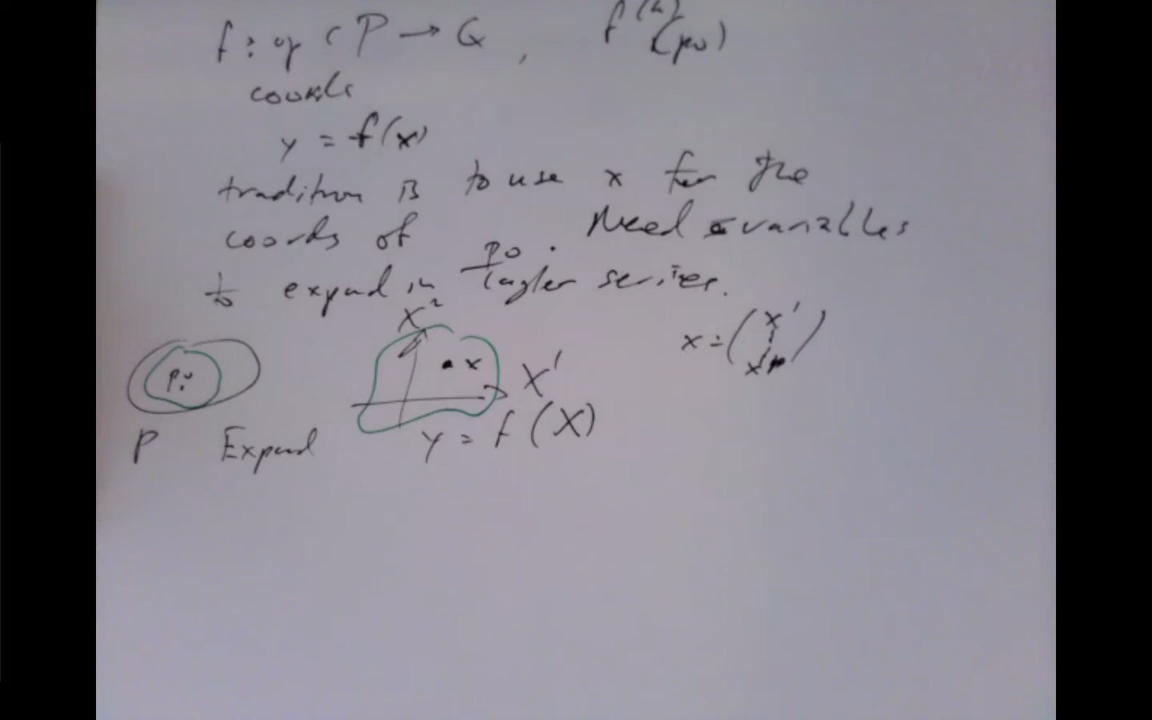 f : op ⊂ P → Q , f^(k)(p₀)
coords
y = f(x)
tradition is to use x for the
coords of p₀ . Need variables
to expand in Taylor series.
X² x = (x¹ ⋮ xᵖ)
p₀ • x X¹
P Expand y = f(X)